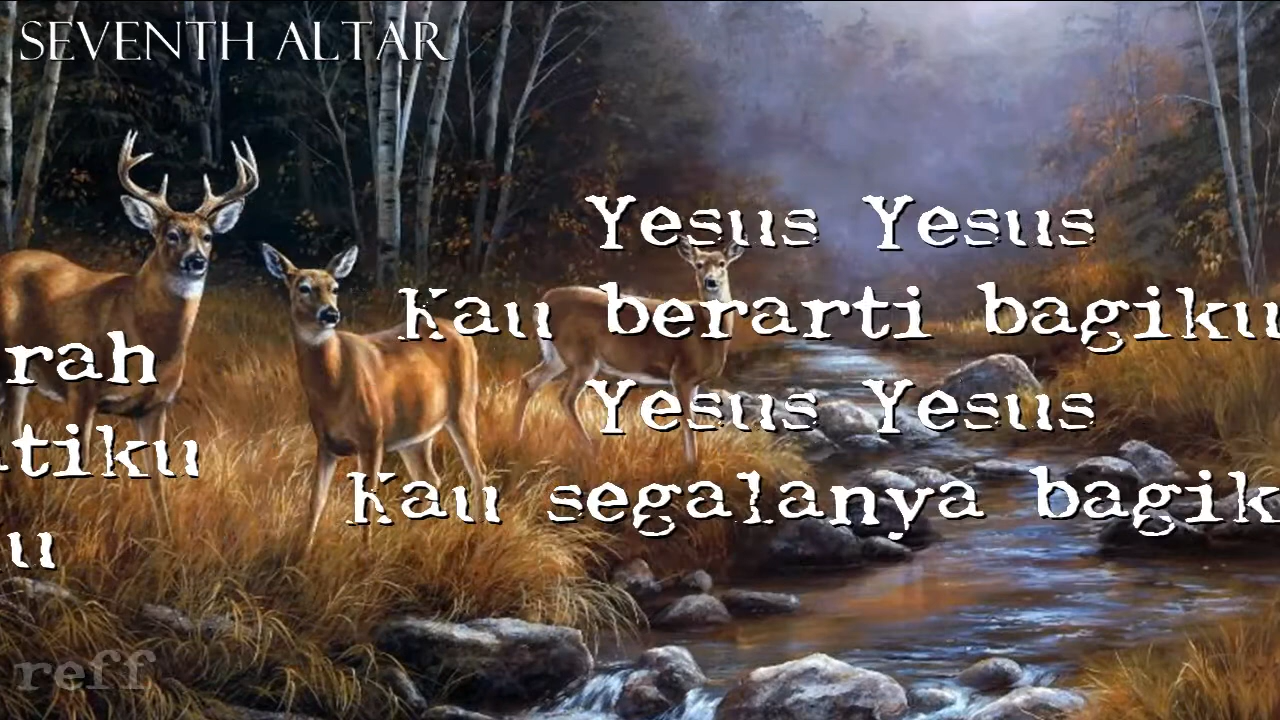 SEVENTH ALTAR
Yesus Yesus
Kau berarti bagiku
Yesus Yesus
Kau segalanya bagik
rah
tiku
u
reff